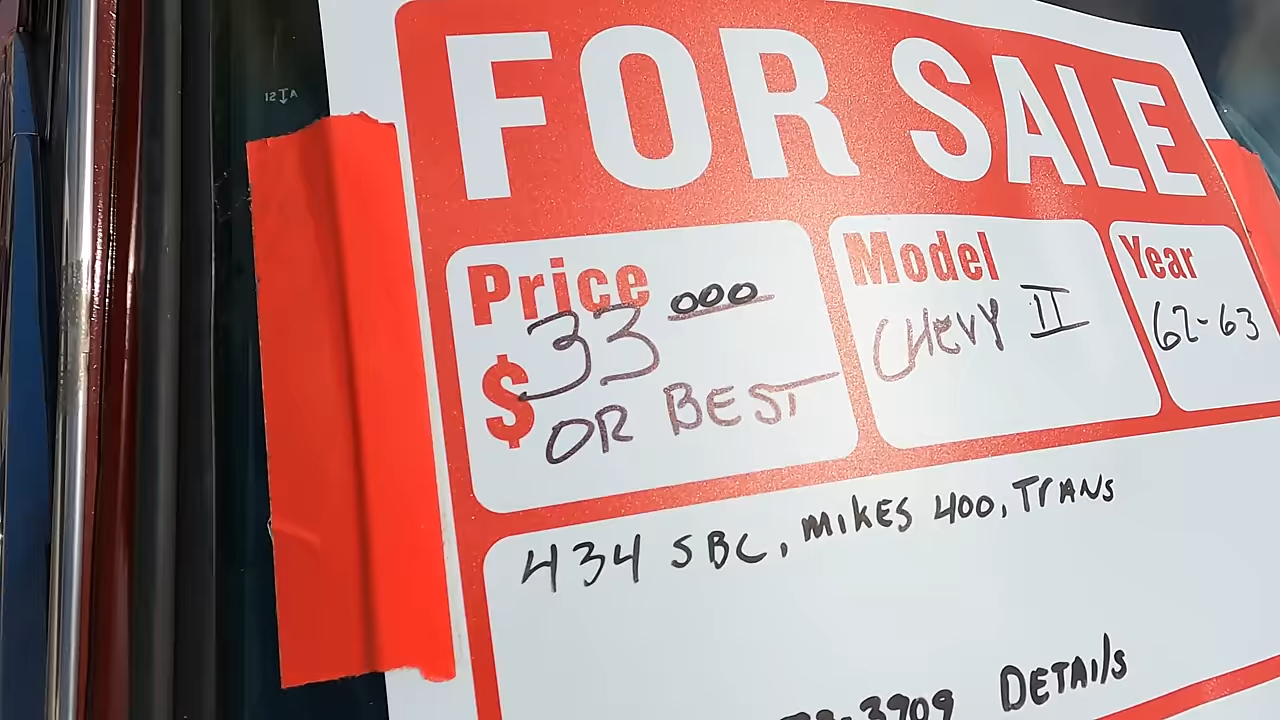 FOR SALE
Price Model Year
$33 000 CHEVY II 62-63
OR BEST
434 SBC, MIKES 400, TRANS
-3909 DETAILS